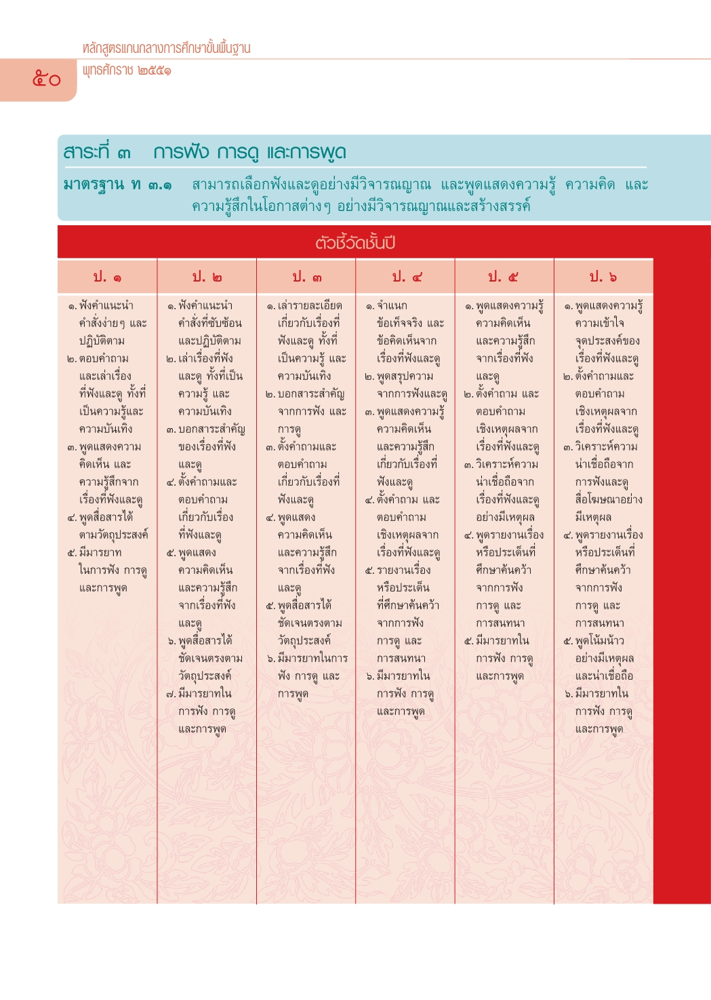 หลักสูตรแกนกลางการศึกษาขั้นพื้นฐาน
พุทธศักราช ๒๕๕๑
๕๐
สาระที่ ๓ การฟัง การดู และการพูด
มาตรฐาน ท ๓.๑ สามารถเลือกฟังและดูอย่างมีวิจารณญาณ และพูดแสดงความรู้ ความคิด และ
ความรู้สึกในโอกาสต่างๆ อย่างมีวิจารณญาณและสร้างสรรค์
ตัวชี้วัดชั้นปี
ป. ๑
๑. ฟังคำแนะนำ
คำสั่งง่ายๆ และ
ปฏิบัติตาม
๒. ตอบคำถาม
และเล่าเรื่อง
ที่ฟังและดู ทั้งที่
เป็นความรู้และ
ความบันเทิง
๓. พูดแสดงความ
คิดเห็น และ
ความรู้สึกจาก
เรื่องที่ฟังและดู
๔. พูดสื่อสารได้
ตามวัตถุประสงค์
๕. มีมารยาท
ในการฟัง การดู
และการพูด
ป. ๒
๑. ฟังคำแนะนำ
คำสั่งที่ซับซ้อน
และปฏิบัติตาม
๒. เล่าเรื่องที่ฟัง
และดู ทั้งที่เป็น
ความรู้ และ
ความบันเทิง
๓. บอกสาระสำคัญ
ของเรื่องที่ฟัง
และดู
๔. ตั้งคำถามและ
ตอบคำถาม
เกี่ยวกับเรื่อง
ที่ฟังและดู
๕. พูดแสดง
ความคิดเห็น
และความรู้สึก
จากเรื่องที่ฟัง
และดู
๖. พูดสื่อสารได้
ชัดเจนตรงตาม
วัตถุประสงค์
๗. มีมารยาทใน
การฟัง การดู
และการพูด
ป. ๓
๑. เล่ารายละเอียด
เกี่ยวกับเรื่องที่
ฟังและดู ทั้งที่
เป็นความรู้ และ
ความบันเทิง
๒. บอกสาระสำคัญ
จากการฟัง และ
การดู
๓. ตั้งคำถามและ
ตอบคำถาม
เกี่ยวกับเรื่องที่
ฟังและดู
๔. พูดแสดง
ความคิดเห็น
และความรู้สึก
จากเรื่องที่ฟัง
และดู
๕. พูดสื่อสารได้
ชัดเจนตรงตาม
วัตถุประสงค์
๖. มีมารยาทในการ
ฟัง การดู และ
การพูด
ป. ๔
๑. จำแนก
ข้อเท็จจริง และ
ข้อคิดเห็นจาก
เรื่องที่ฟังและดู
๒. พูดสรุปความ
จากการฟังและดู
๓. พูดแสดงความรู้
ความคิดเห็น
และความรู้สึก
เกี่ยวกับเรื่องที่
ฟังและดู
๔. ตั้งคำถาม และ
ตอบคำถาม
เชิงเหตุผลจาก
เรื่องที่ฟังและดู
๕. รายงานเรื่อง
หรือประเด็น
ที่ศึกษาค้นคว้า
จากการฟัง
การดู และ
การสนทนา
๖. มีมารยาทใน
การฟัง การดู
และการพูด
ป. ๕
๑. พูดแสดงความรู้
ความคิดเห็น
และความรู้สึก
จากเรื่องที่ฟัง
และดู
๒. ตั้งคำถาม และ
ตอบคำถาม
เชิงเหตุผลจาก
เรื่องที่ฟังและดู
๓. วิเคราะห์ความ
น่าเชื่อถือจาก
เรื่องที่ฟังและดู
อย่างมีเหตุผล
๔. พูดรายงานเรื่อง
หรือประเด็นที่
ศึกษาค้นคว้า
จากการฟัง
การดู และ
การสนทนา
๕. มีมารยาทใน
การฟัง การดู
และการพูด
ป. ๖
๑. พูดแสดงความรู้
ความเข้าใจ
จุดประสงค์ของ
เรื่องที่ฟังและดู
๒. ตั้งคำถามและ
ตอบคำถาม
เชิงเหตุผลจาก
เรื่องที่ฟังและดู
๓. วิเคราะห์ความ
น่าเชื่อถือจาก
การฟังและดู
สื่อโฆษณาอย่าง
มีเหตุผล
๔. พูดรายงานเรื่อง
หรือประเด็นที่
ศึกษาค้นคว้า
จากการฟัง
การดู และ
การสนทนา
๕. พูดโน้มน้าว
อย่างมีเหตุผล
และน่าเชื่อถือ
๖. มีมารยาทใน
การฟัง การดู
และการพูด